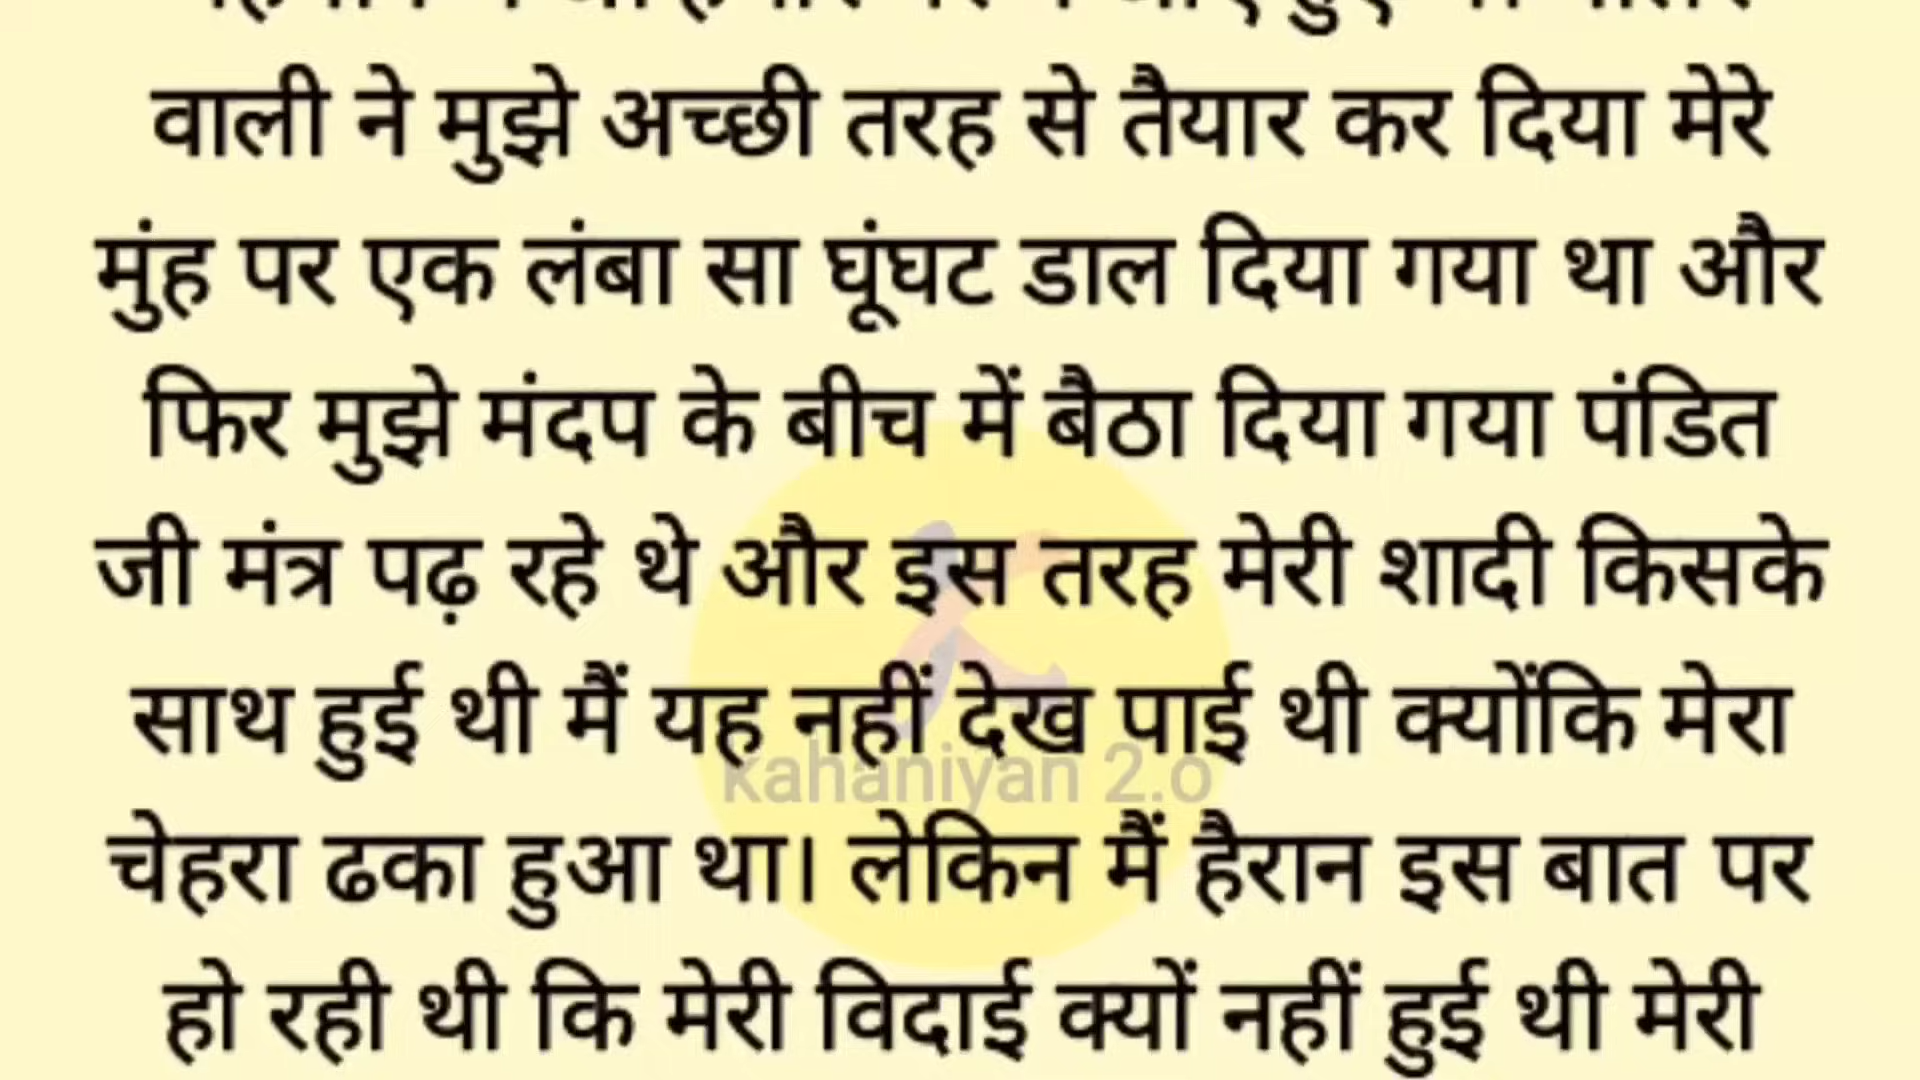 वाली ने मुझे अच्छी तरह से तैयार कर दिया मेरे
मुंह पर एक लंबा सा घूंघट डाल दिया गया था और
फिर मुझे मंदप के बीच में बैठा दिया गया पंडित
जी मंत्र पढ़ रहे थे और इस तरह मेरी शादी किसके
साथ हुई थी मैं यह नहीं देख पाई थी क्योंकि मेरा
kahaniyan 2.o
चेहरा ढका हुआ था। लेकिन मैं हैरान इस बात पर
हो रही थी कि मेरी विदाई क्यों नहीं हुई थी मेरी